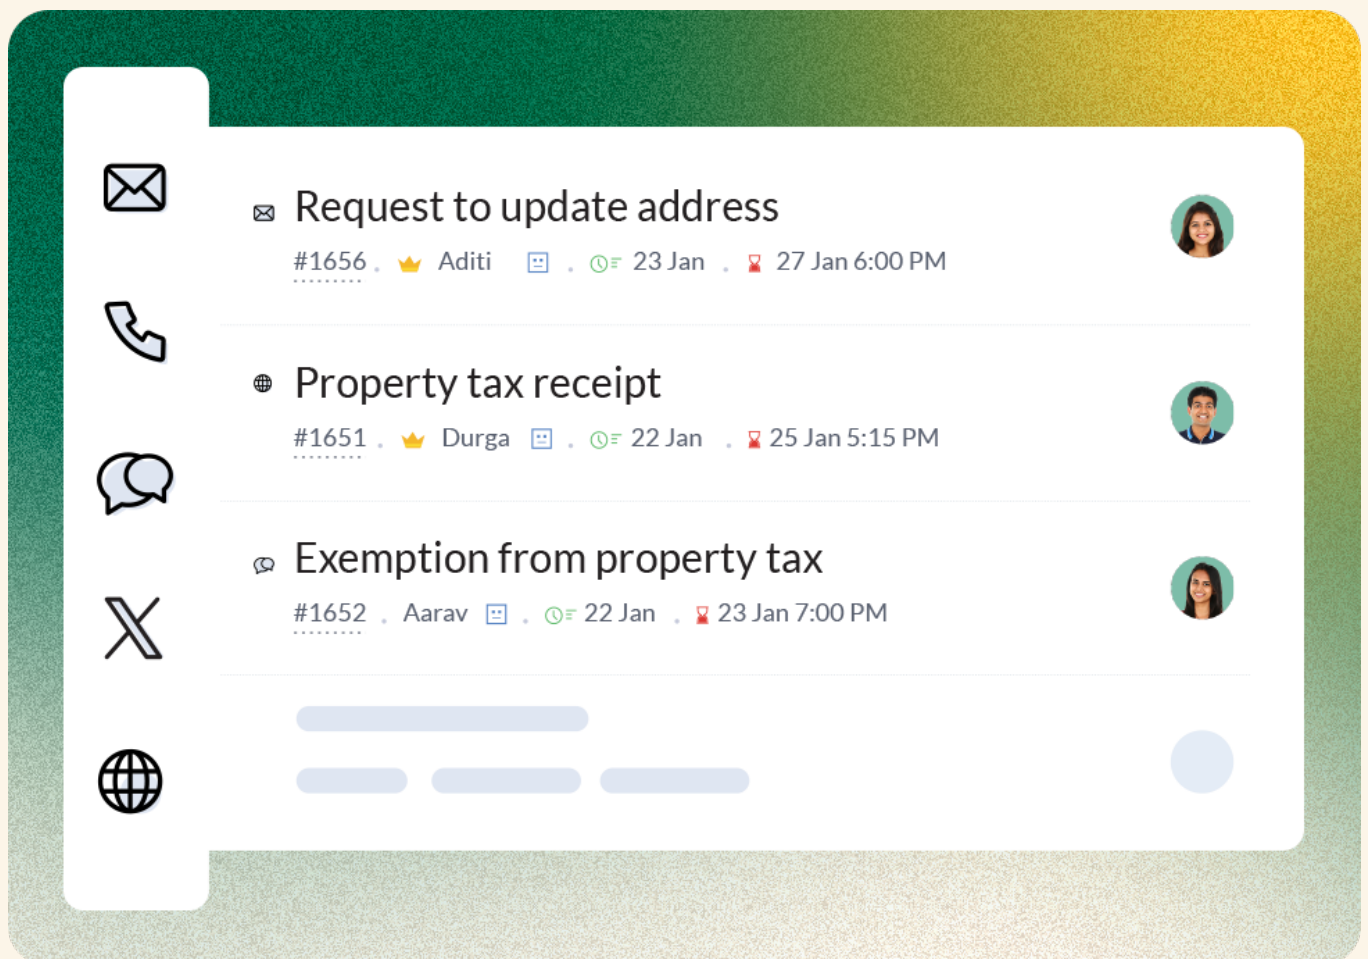 Request to update address
#1656 . Aditi . 23 Jan . 27 Jan 6:00 PM
Property tax receipt
#1651 . Durga . 22 Jan . 25 Jan 5:15 PM
Exemption from property tax
#1652 . Aarav . 22 Jan . 23 Jan 7:00 PM